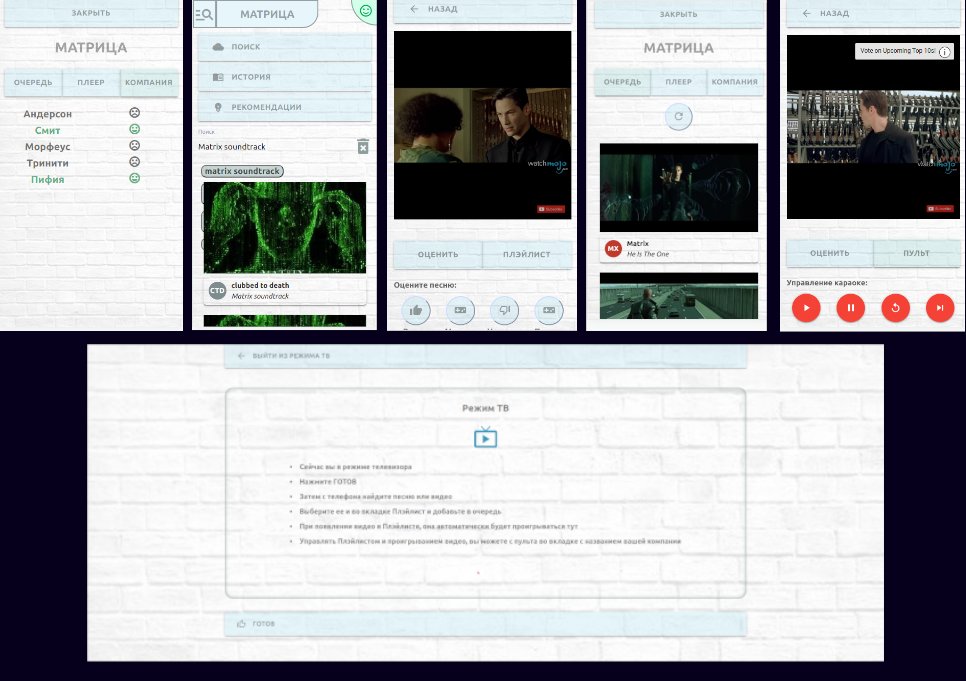 ЗАКРЫТЬ
МАТРИЦА
ОЧЕРЕДЬ
ПЛЕЕР
КОМПАНИЯ
Андерсон
Смит
Морфеус
Тринити
Пифия
МАТРИЦА
ПОИСК
ИСТОРИЯ
РЕКОМЕНДАЦИИ
Поиск
Matrix soundtrack
matrix soundtrack
CTD
clubbed to death
Matrix soundtrack
НАЗАД
watchmojo
Subscribe
ОЦЕНИТЬ
ПЛЭЙЛИСТ
Оцените песню:
ЗАКРЫТЬ
МАТРИЦА
ОЧЕРЕДЬ
ПЛЕЕР
КОМПАНИЯ
MX
Matrix
He Is The One
НАЗАД
Vote on Upcoming Top 10s!
watchmojo
Subscribe
ОЦЕНИТЬ
ПУЛЬТ
Управление караоке:
ВЫЙТИ ИЗ РЕЖИМА ТВ
Режим ТВ
• Сейчас вы в режиме телевизора
• Нажмите ГОТОВ
• Затем с телефона найдите песню или видео
• Выберите ее и во вкладке Плэйлист и добавьте в очередь
• При появлении видео в Плэйлисте, она автоматически будет проигрываться тут
• Управлять Плэйлистом и проигрыванием видео, вы можете с пульта во вкладке с названием вашей компании
ГОТОВ